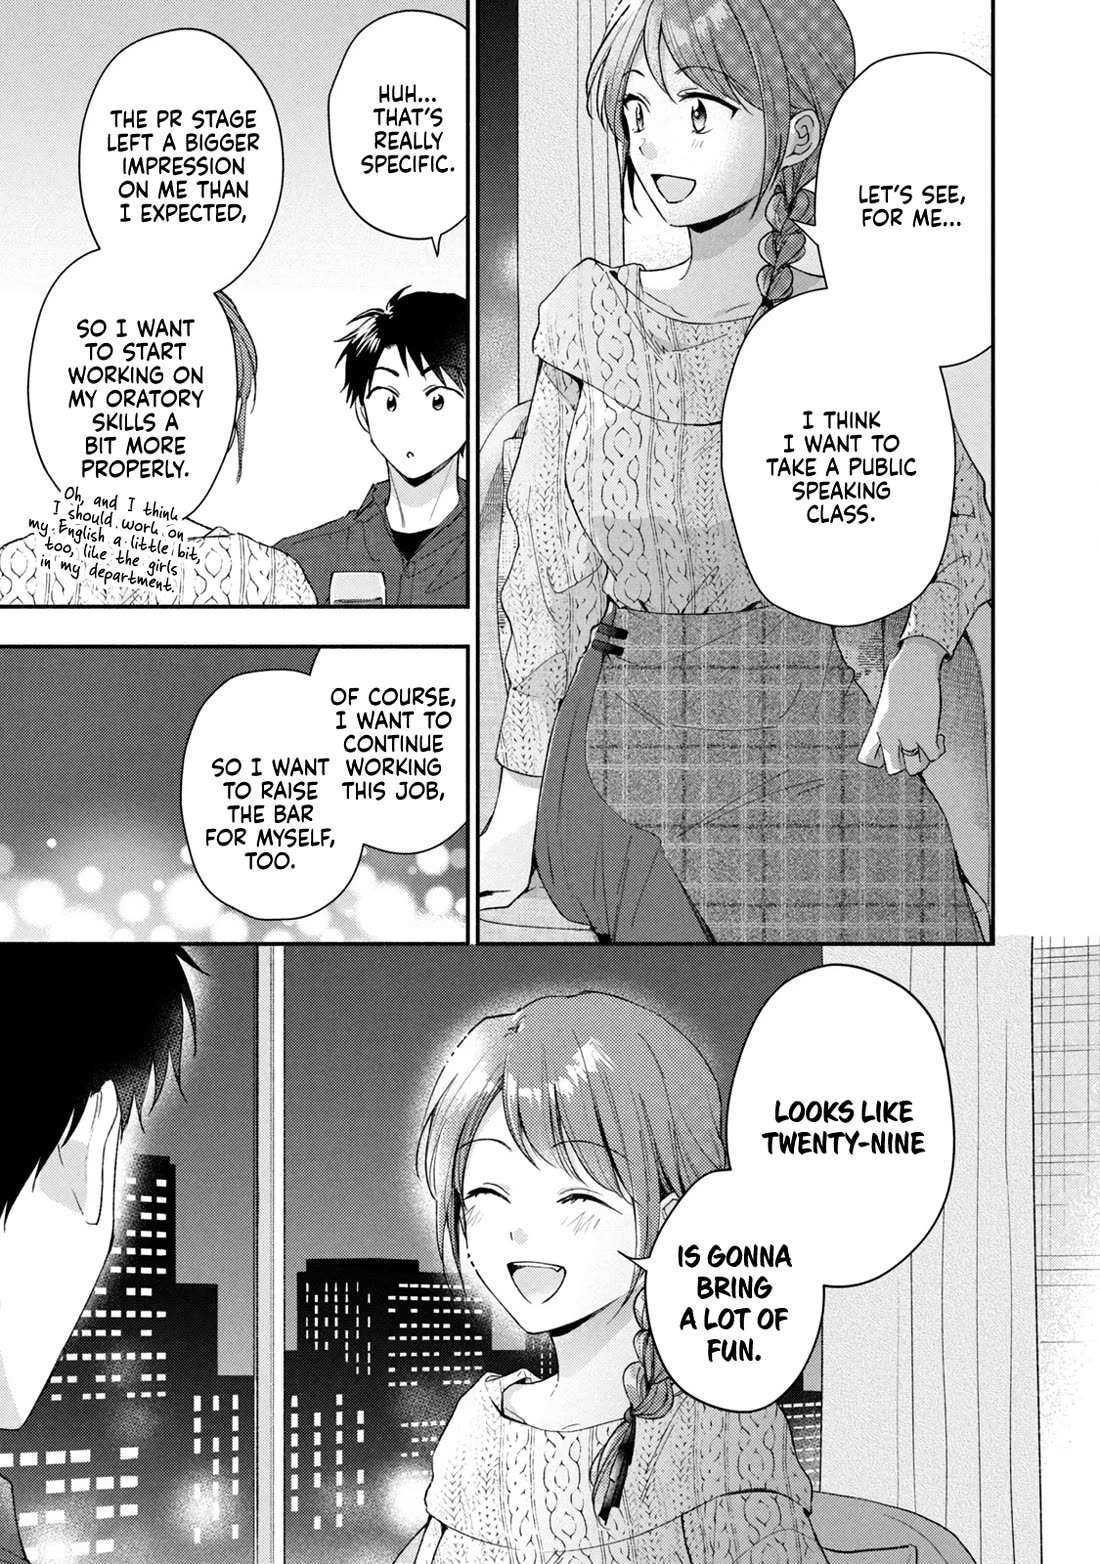 LET'S SEE,
FOR ME...
I THINK
I WANT TO
TAKE A PUBLIC
SPEAKING
CLASS.
HUH...
THAT'S
REALLY
SPECIFIC.
THE PR STAGE
LEFT A BIGGER
IMPRESSION
ON ME THAN
I EXPECTED,
SO I WANT
TO START
WORKING ON
MY ORATORY
SKILLS A
BIT MORE
PROPERLY.
Oh, and I think
I should work on
my English a little bit,
too, like the girls
in my department.
OF COURSE,
I WANT TO
CONTINUE
WORKING
THIS JOB,
SO I WANT
TO RAISE
THE BAR
FOR MYSELF,
TOO.
LOOKS LIKE
TWENTY-NINE
IS GONNA
BRING
A LOT OF
FUN.